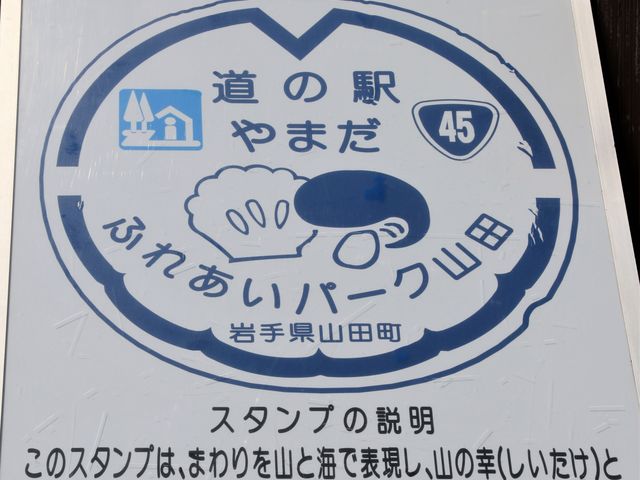 道の駅
やまだ
45
ふれあいパーク山田
岩手県山田町
スタンプの説明
このスタンプは、まわりを山と海で表現し、山の幸(しいたけ)と